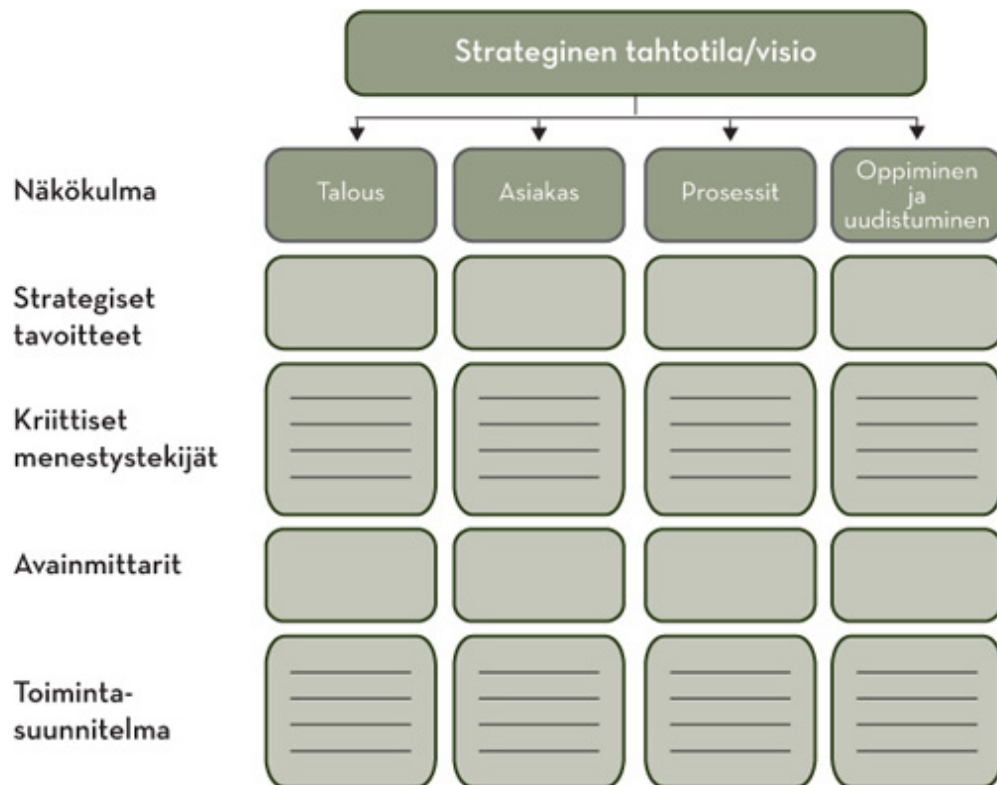 Strateginen tahtotila/visio
Näkökulma
Talous
Asiakas
Prosessit
Oppiminen
ja
uudistuminen
Strategiset
tavoitteet
Kriittiset
menestystekijät
Avainmittarit
Toiminta-
suunnitelma